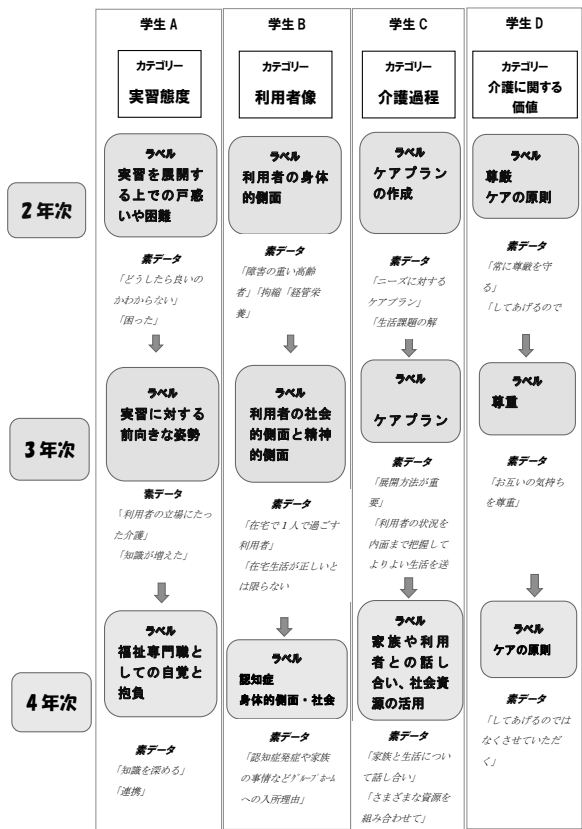 学生 A
カテゴリー
実習態度
学生 B
カテゴリー
利用者像
学生 C
カテゴリー
介護過程
学生 D
カテゴリー
介護に関する
価値
2 年次
ラベル
実習を展開す
る上での戸惑
いや困難
素データ
「どうしたら良いの
かわからない」
「困った」
ラベル
利用者の身体
的側面
素データ
「障害の重い高齢
者」「拘縮「経管栄
養」
ラベル
ケアプラン
の作成
素データ
「ニーズに対する
ケアプラン」
「生活課題の解
ラベル
尊厳
ケアの原則
素データ
「常に尊厳を守
る」
「してあげるので
3 年次
ラベル
実習に対する
前向きな姿勢
素データ
「利用者の立場にたっ
た介護」
「知識が増えた」
ラベル
利用者の社会
的側面と精神
的側面
素データ
「在宅で 1 人で過ごす
利用者」
「在宅生活が正しいと
は限らない
ラベル
ケアプラン
素データ
「展開方法が重
要」
「利用者の状況を
内面まで把握して
よりよい生活を送
ラベル
尊重
素データ
「お互いの気持ち
を尊重」
4 年次
ラベル
福祉専門職と
しての自覚と
抱負
素データ
「知識を深める」
「連携」
ラベル
認知症
身体的側面・社会
素データ
「認知症発症や家族
の事情などグループホーム
への入所理由」
ラベル
家族や利用
者との話し
合い、社会資
源の活用
素データ
「家族と生活につい
て話し合い」
「さまざまな資源を
組み合わせて」
ラベル
ケアの原則
素データ
「してあげるのでは
なくさせていただ
く」